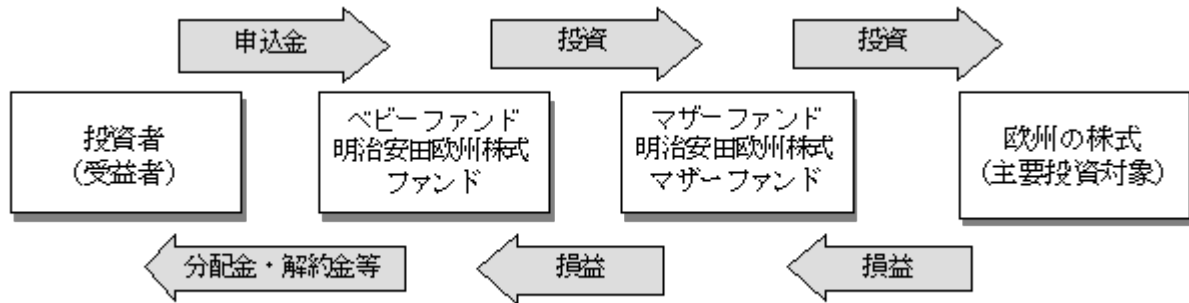 申込金
投資
投資
投資者
(受益者)
ベビーファンド
明治安田欧州株式
ファンド
マザーファンド
明治安田欧州株式
マザーファンド
欧州の株式
(主要投資対象)
分配金・解約金等
損益
損益